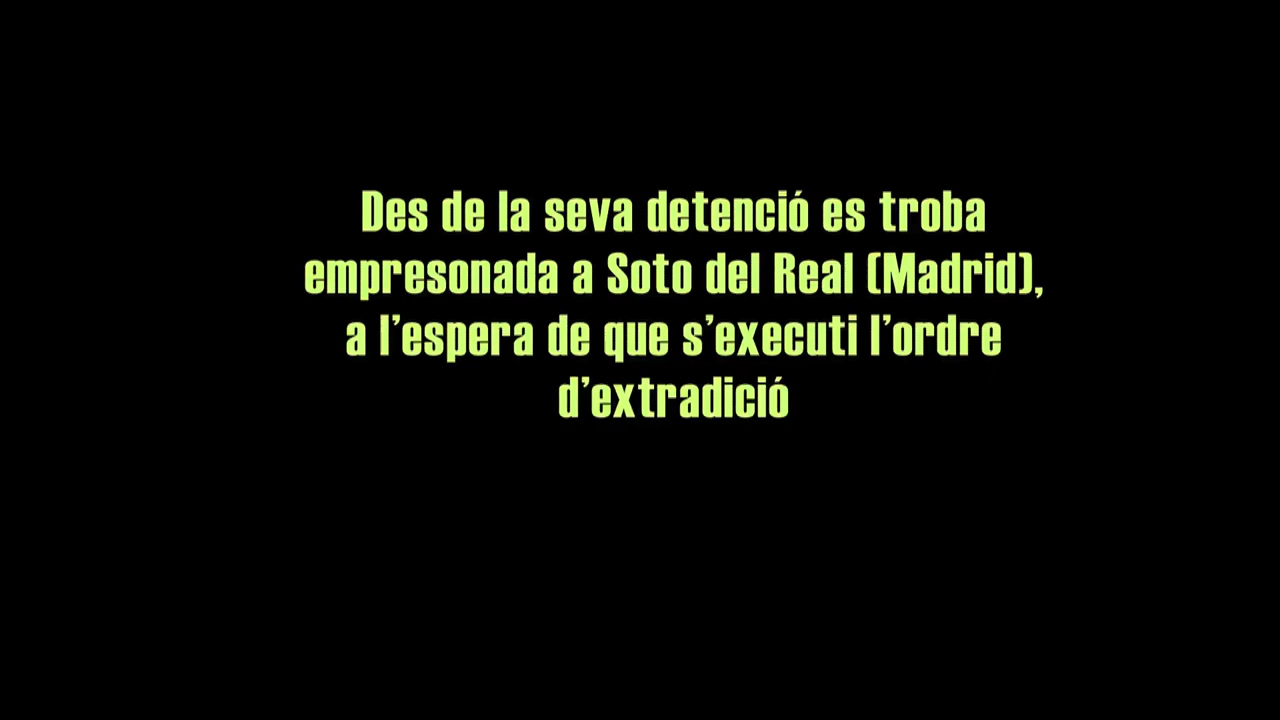 Des de la seva detenció es troba
empresonada a Soto del Real (Madrid),
a l'espera de que s'executi l'ordre
d'extradició